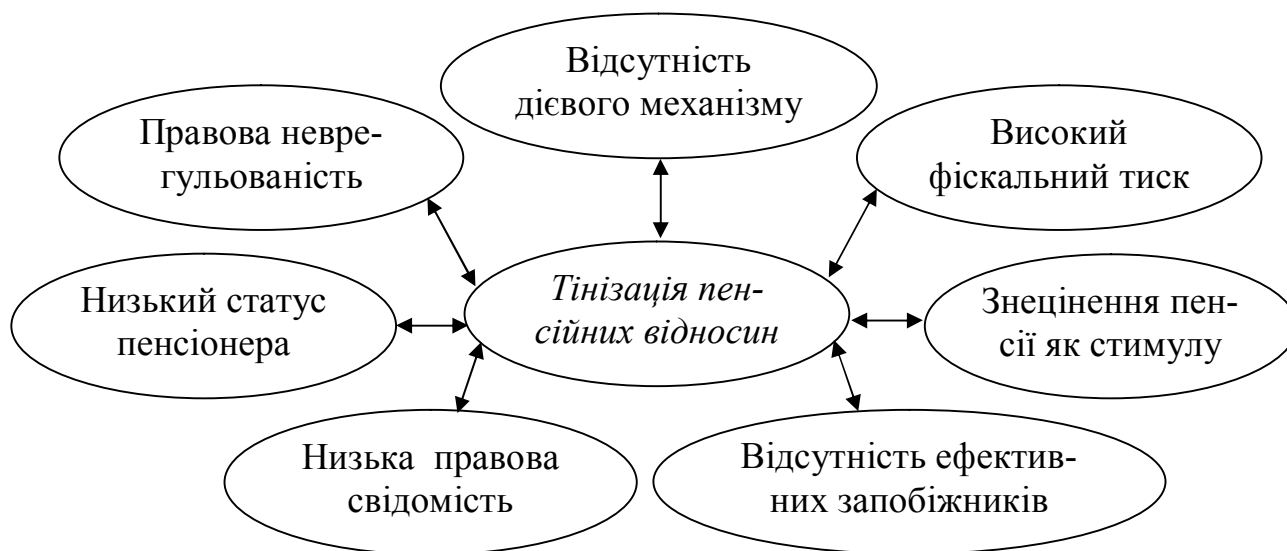 Відсутність
дієвого механізму
Правова невре-
гульованість
Високий
фіскальний тиск
Низький статус
пенсіонера
Тінізація пен-
сійних відносин
Знецінення пен-
сії як стимулу
Низька правова
свідомість
Відсутність ефектив-
них запобіжників